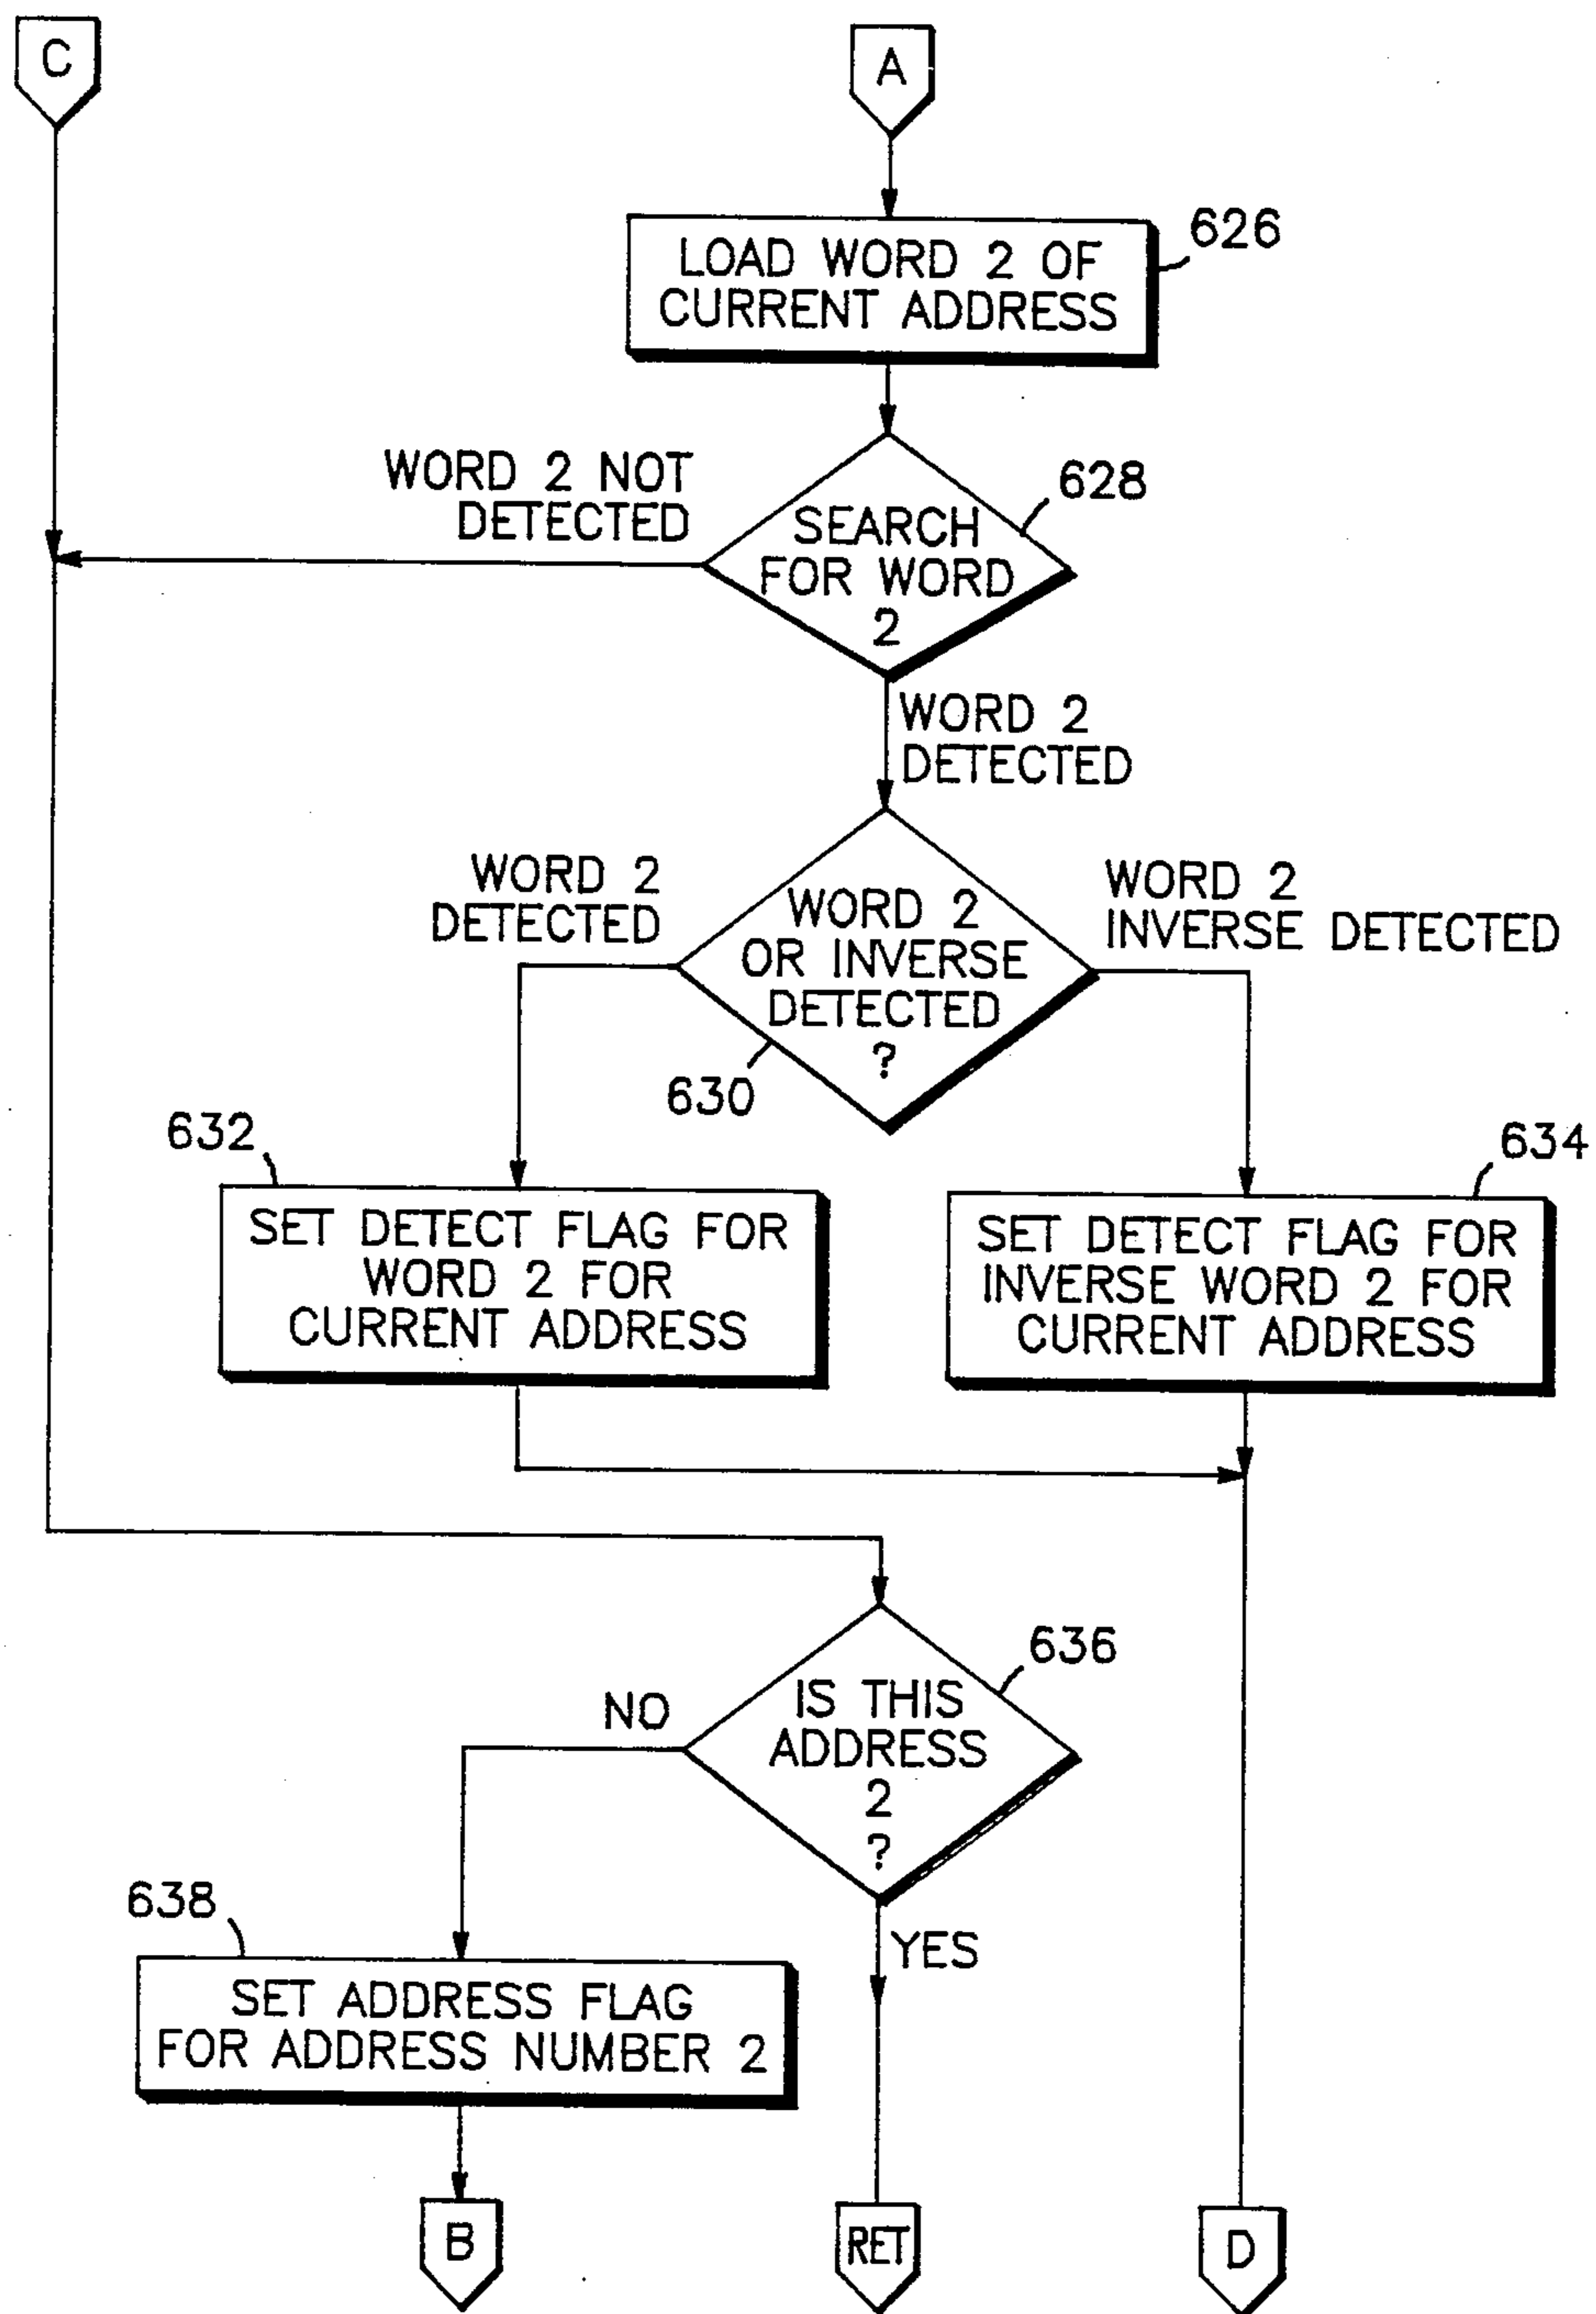 C
A
626
LOAD WORD 2 OF
CURRENT ADDRESS
WORD 2 NOT
DETECTED
628
SEARCH
FOR WORD
2
WORD 2
DETECTED
WORD 2
DETECTED
WORD 2
OR INVERSE
DETECTED
?
WORD 2
INVERSE DETECTED
630
632
634
SET DETECT FLAG FOR
WORD 2 FOR
CURRENT ADDRESS
SET DETECT FLAG FOR
INVERSE WORD 2 FOR
CURRENT ADDRESS
636
NO
IS THIS
ADDRESS
2
?
638
YES
SET ADDRESS FLAG
FOR ADDRESS NUMBER 2
B
RET
D